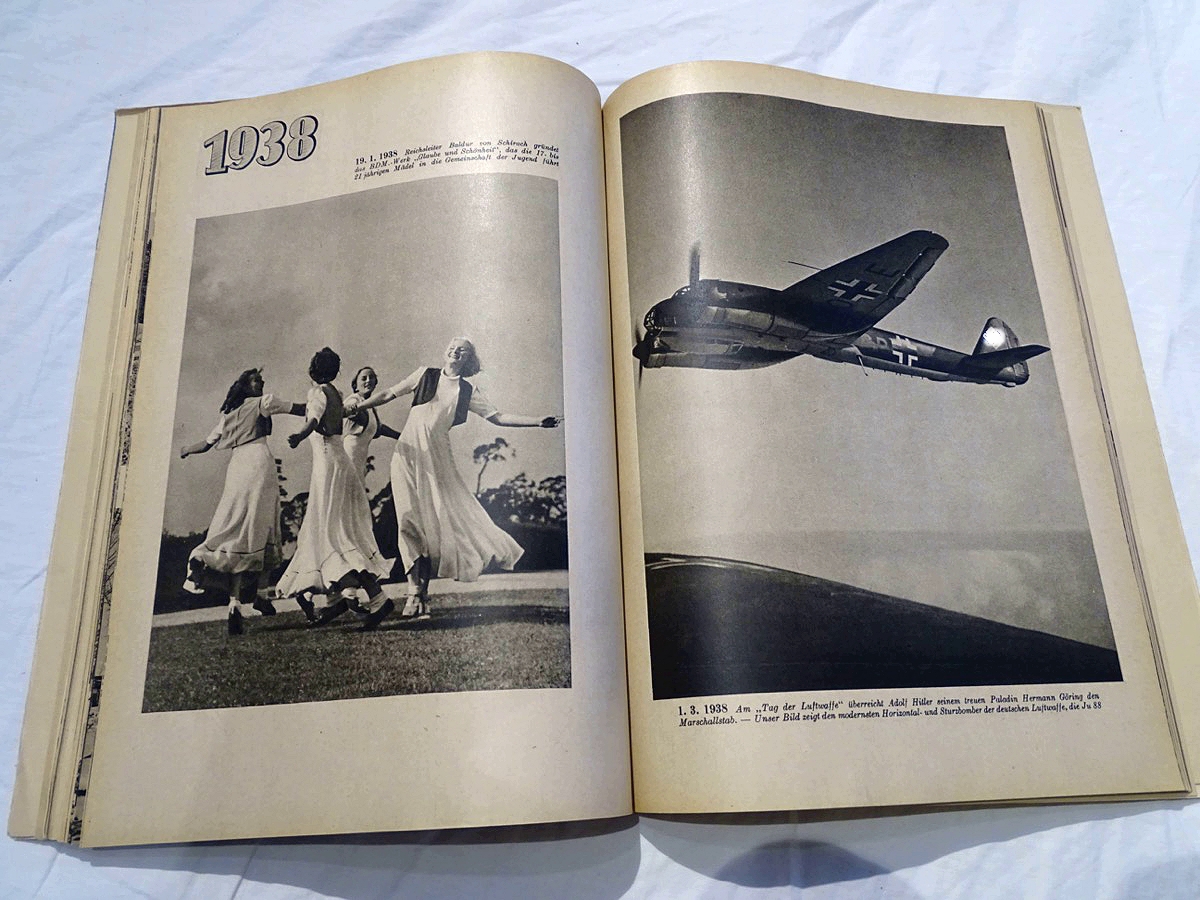 1938
19. 1. 1938 Reichsleiter Baldur von Schirach gründet
das BDM.-Werk „Glaube und Schönheit", das die 17- bis
21 jährigen Mädel in die Gemeinschaft der Jugend führt
E
B
1. 3. 1938 Am „Tag der Luftwaffe" überreicht Adolf Hitler seinem treuen Paladin Hermann Göring den
Marschallstab. — Unser Bild zeigt den modernsten Horizontal- und Sturzbomber der deutschen Luftwaffe, die Ju 88